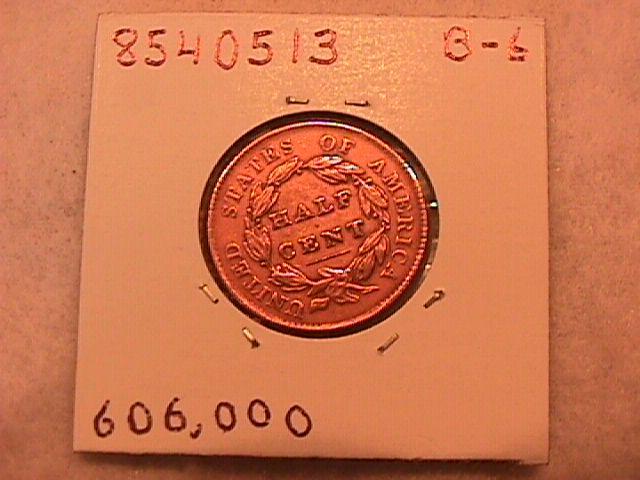 8540513 B-6
UNITED STATES OF AMERICA
HALF
CENT
606,000